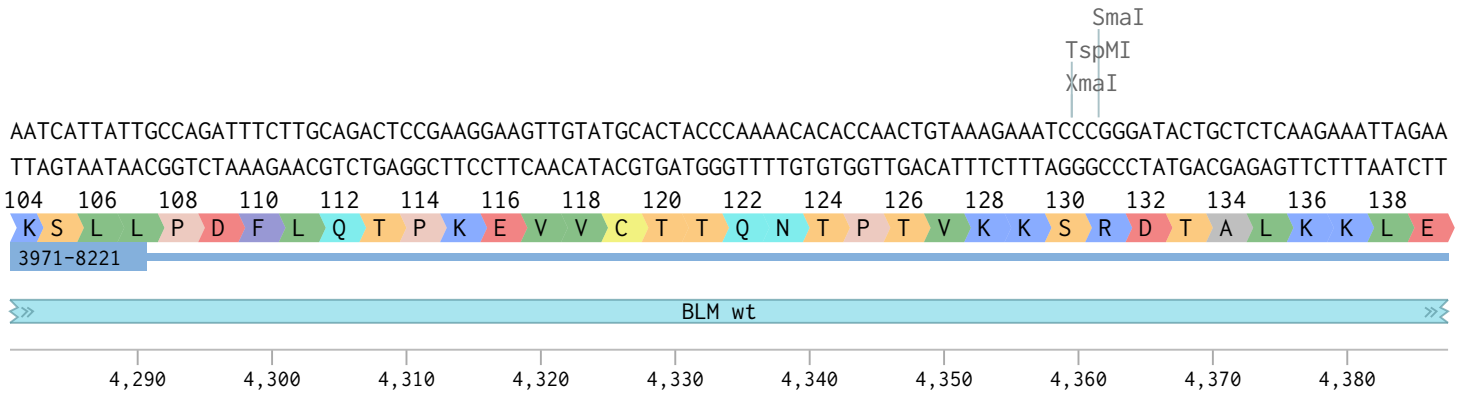 SmaI
TspMI
XmaI
AATCATTATTGCCAGATTTCTTGCAGACTCCGAAGGAAGTTGTATGCACTACCCAAAACACACCAACTGTAAAGAAATCCCGGGATACTGCTCTCAAGAAATTAGAA
TTAGTAATAACGGTCTAAAGAACGTCTGAGGCTTCCTTCAACATACGTGATGGGTTTTGTGTGGTTGACATTTCTTTAGGGCCCTATGACGAGAGTTCTTTAATCTT
104 106 108 110 112 114 116 118 120 122 124 126 128 130 132 134 136 138
K S L L P D F L Q T P K E V V C T T Q N T P T V K K S R D T A L K K L E
3971-8221
BLM wt
4,290 4,300 4,310 4,320 4,330 4,340 4,350 4,360 4,370 4,380